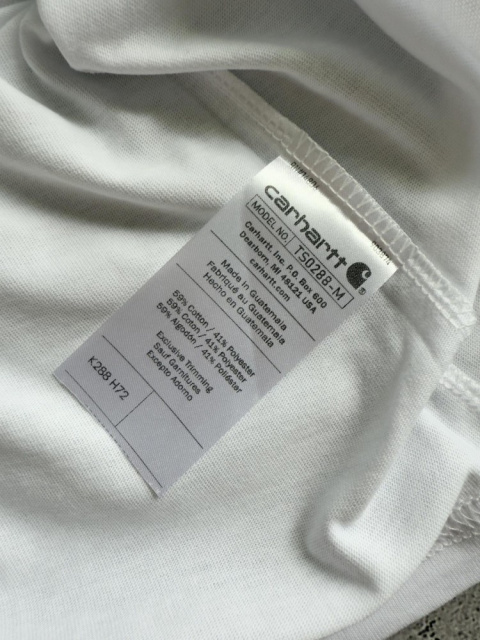 carhartt
MODEL NO. TS0288-M
Carhartt, Inc. P.O. Box 600
Dearborn, MI 48121 USA
carhartt.com
Made in Guatemala
Fabriqué au Guatemala
Hecho en Guatemala
59% Cotton / 41% Polyester
59% Coton / 41% Polyester
59% Algodón / 41% Poliéster
Exclusive Trimming
Sauf Garnitures
Excepto Adorno
K288 H72